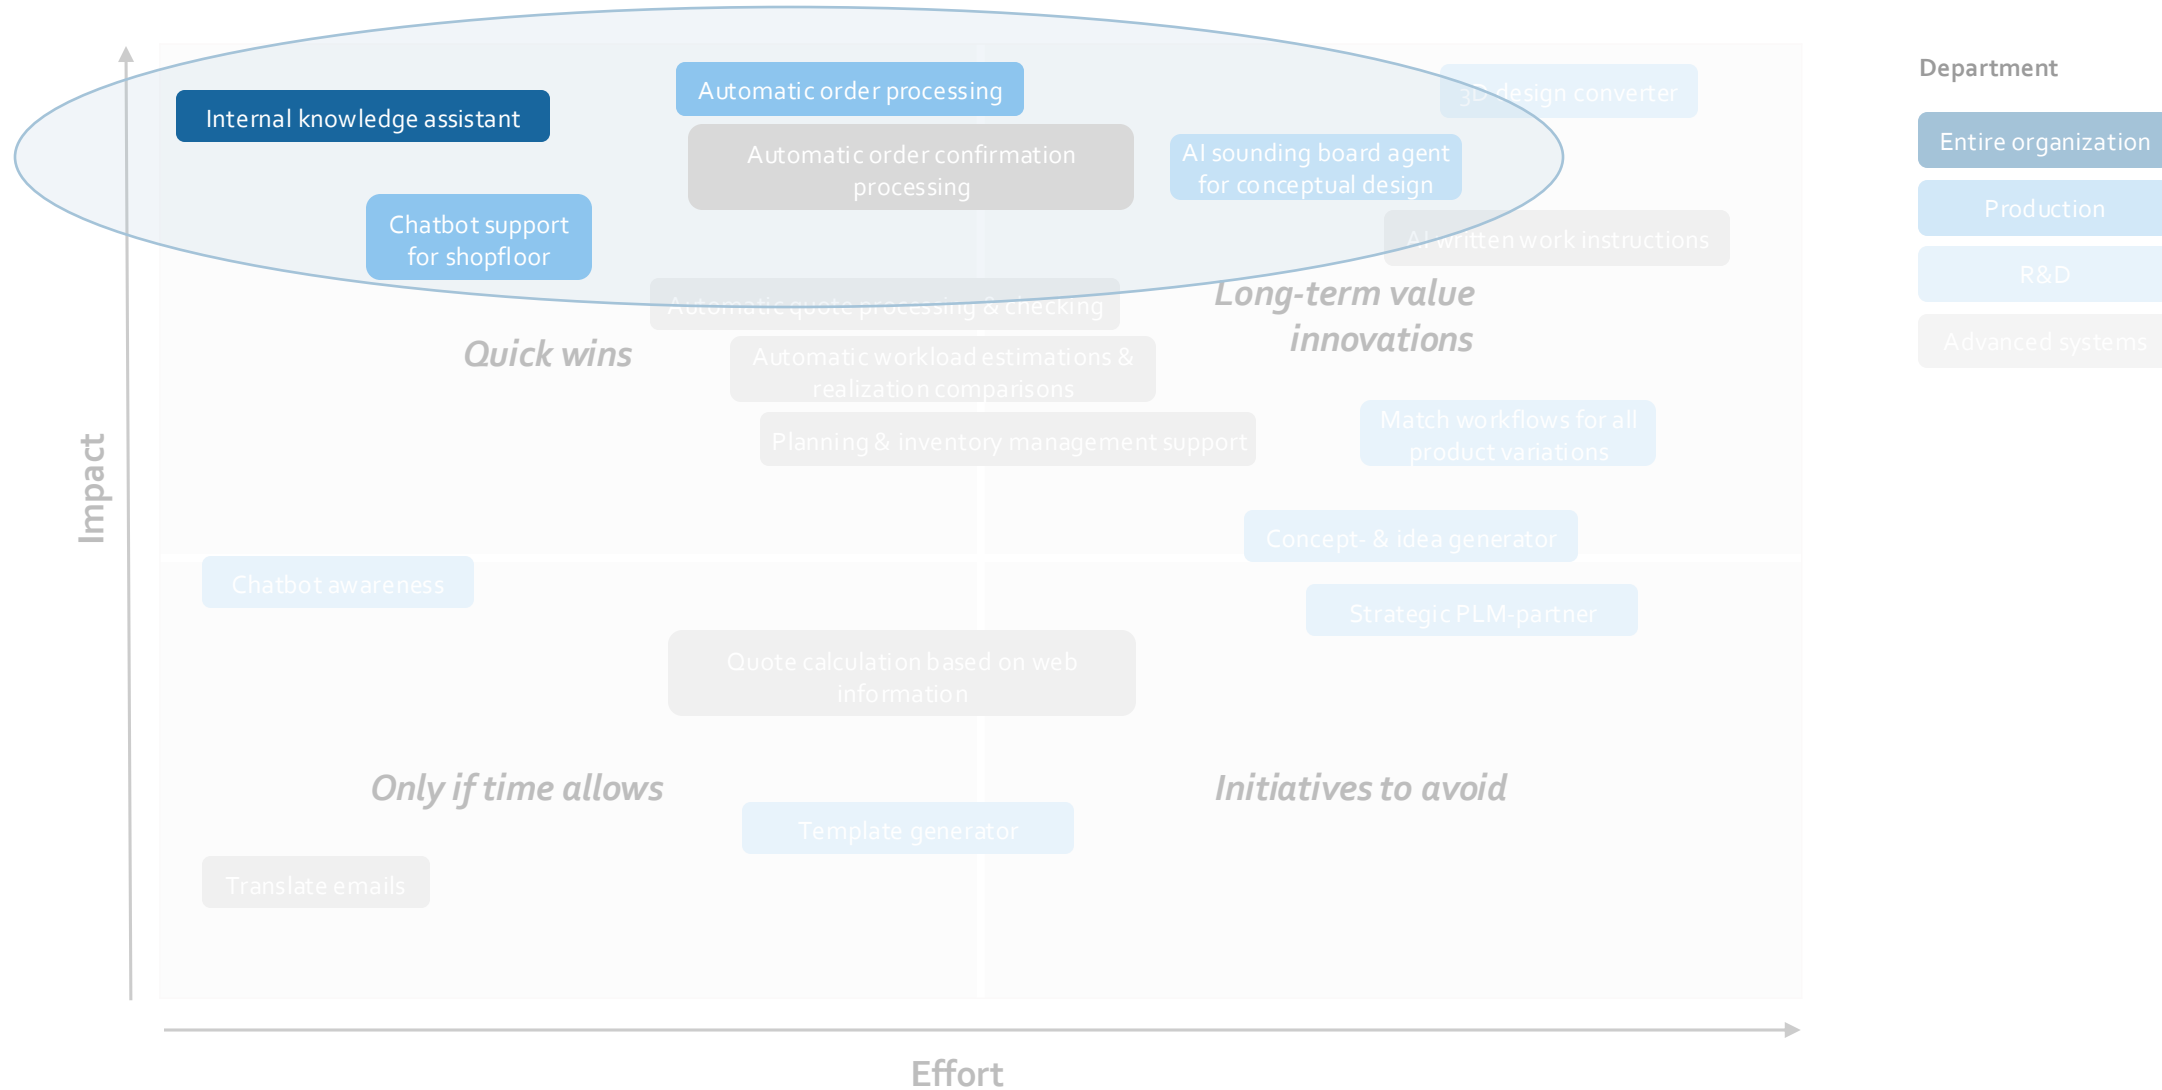 Internal knowledge assistant
Automatic order processing
3D-design converter
Automatic order confirmation
processing
AI sounding board agent
for conceptual design
Chatbot support
for shopfloor
AI written work instructions
Automatic quote processing & checking
Long-term value
innovations
Quick wins
Automatic workload estimations &
realization comparisons
Planning & inventory management support
Match workflows for all
product variations
Concept- & idea generator
Chatbot awareness
Strategic PLM-partner
Quote calculation based on web
information
Only if time allows
Initiatives to avoid
Template generator
Translate emails
Impact
Effort
Department
Entire organization
Production
R&D
Advanced systems